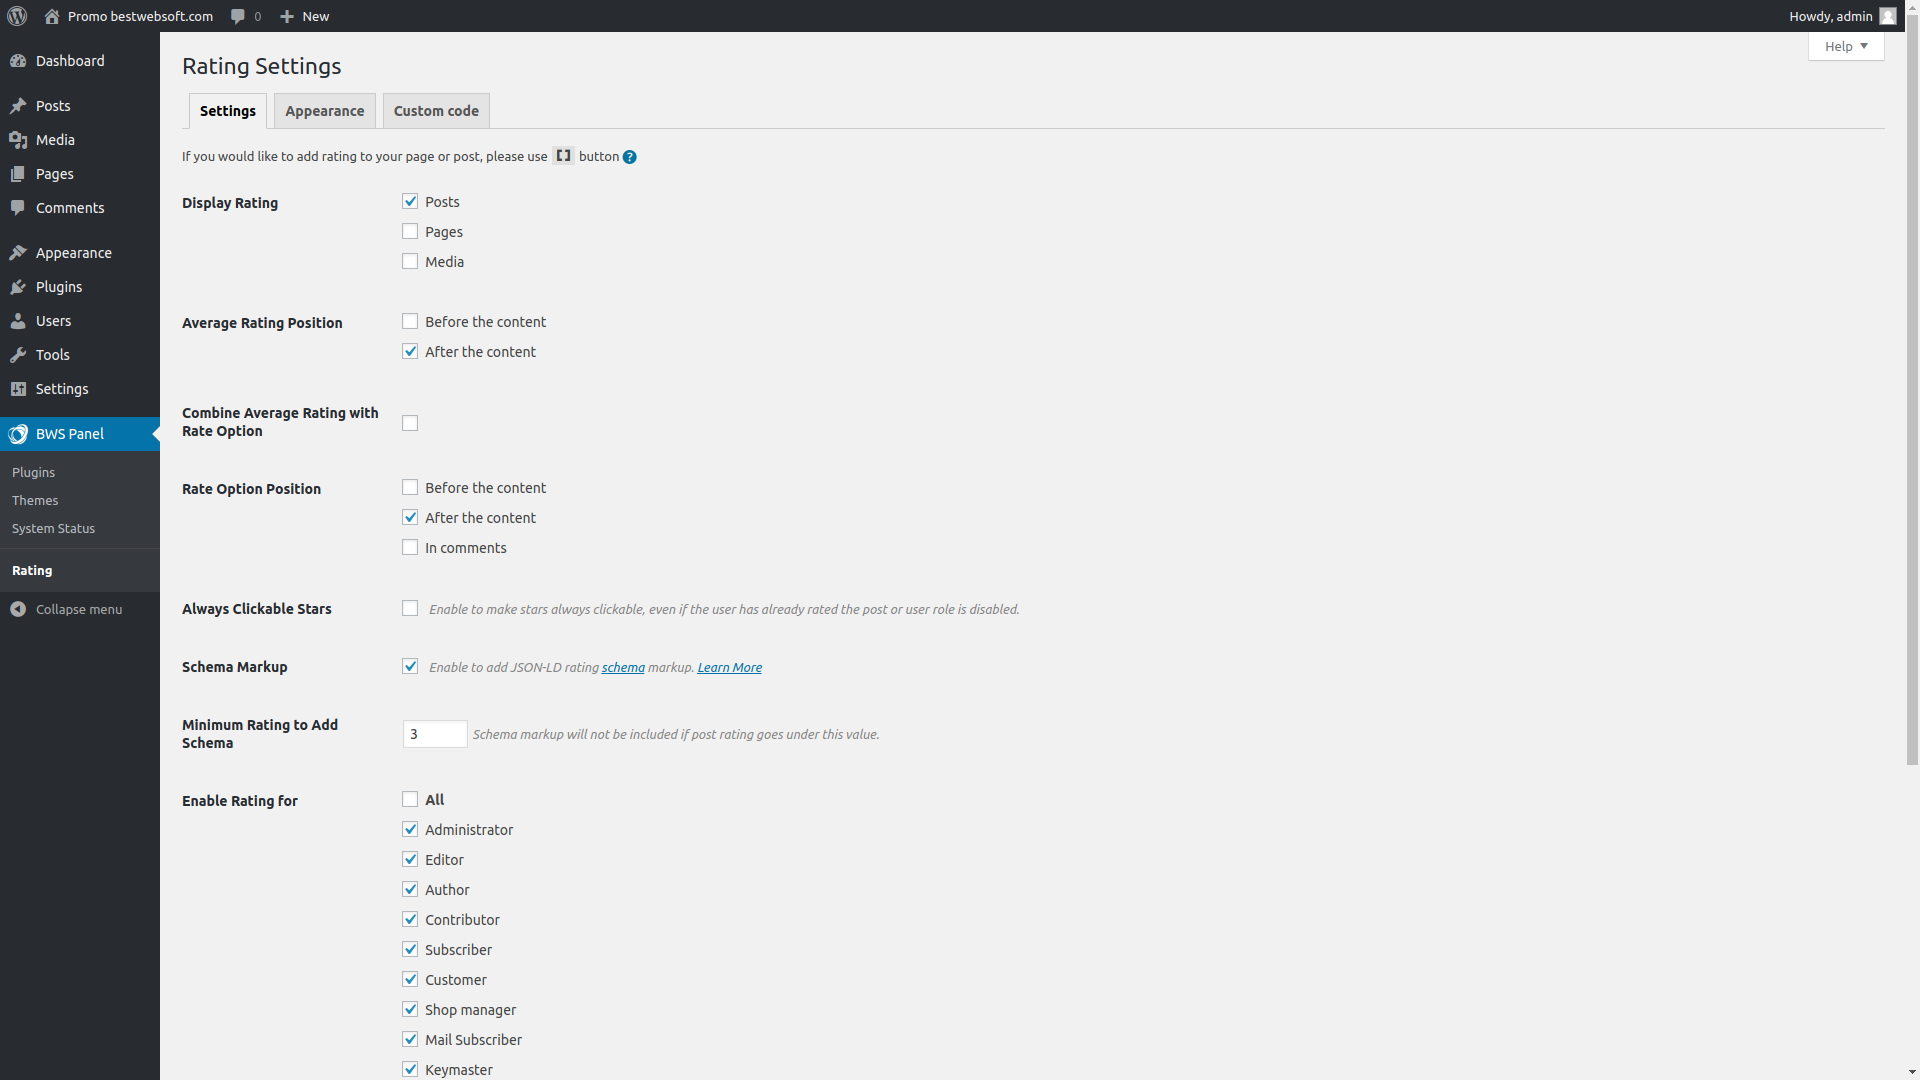 Promo bestwebsoft.com 0 New Howdy, admin
Help
Dashboard
Posts
Media
Pages
Comments
Appearance
Plugins
Users
Tools
Settings
BWS Panel
Plugins
Themes
System Status
Rating
Collapse menu
Rating Settings
Settings Appearance Custom code
If you would like to add rating to your page or post, please use [] button ?
Display Rating
Posts
Pages
Media
Average Rating Position
Before the content
After the content
Combine Average Rating with
Rate Option
Rate Option Position
Before the content
After the content
In comments
Always Clickable Stars
Enable to make stars always clickable, even if the user has already rated the post or user role is disabled.
Schema Markup
Enable to add JSON-LD rating schema markup. Learn More
Minimum Rating to Add
Schema
3 Schema markup will not be included if post rating goes under this value.
Enable Rating for
All
Administrator
Editor
Author
Contributor
Subscriber
Customer
Shop manager
Mail Subscriber
Keymaster